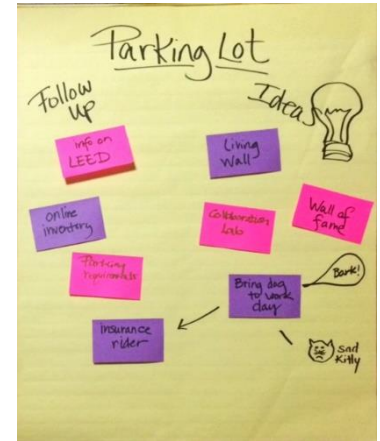 Parking Lot
Follow
Up
Ideas
info on
LEED
Living
Wall
online
inventory
Collaboration
Labs
Wall of
fame
Parking
requirements
Bring dog
to work
day
Bark!
insurance
rider
Sad
Kitty